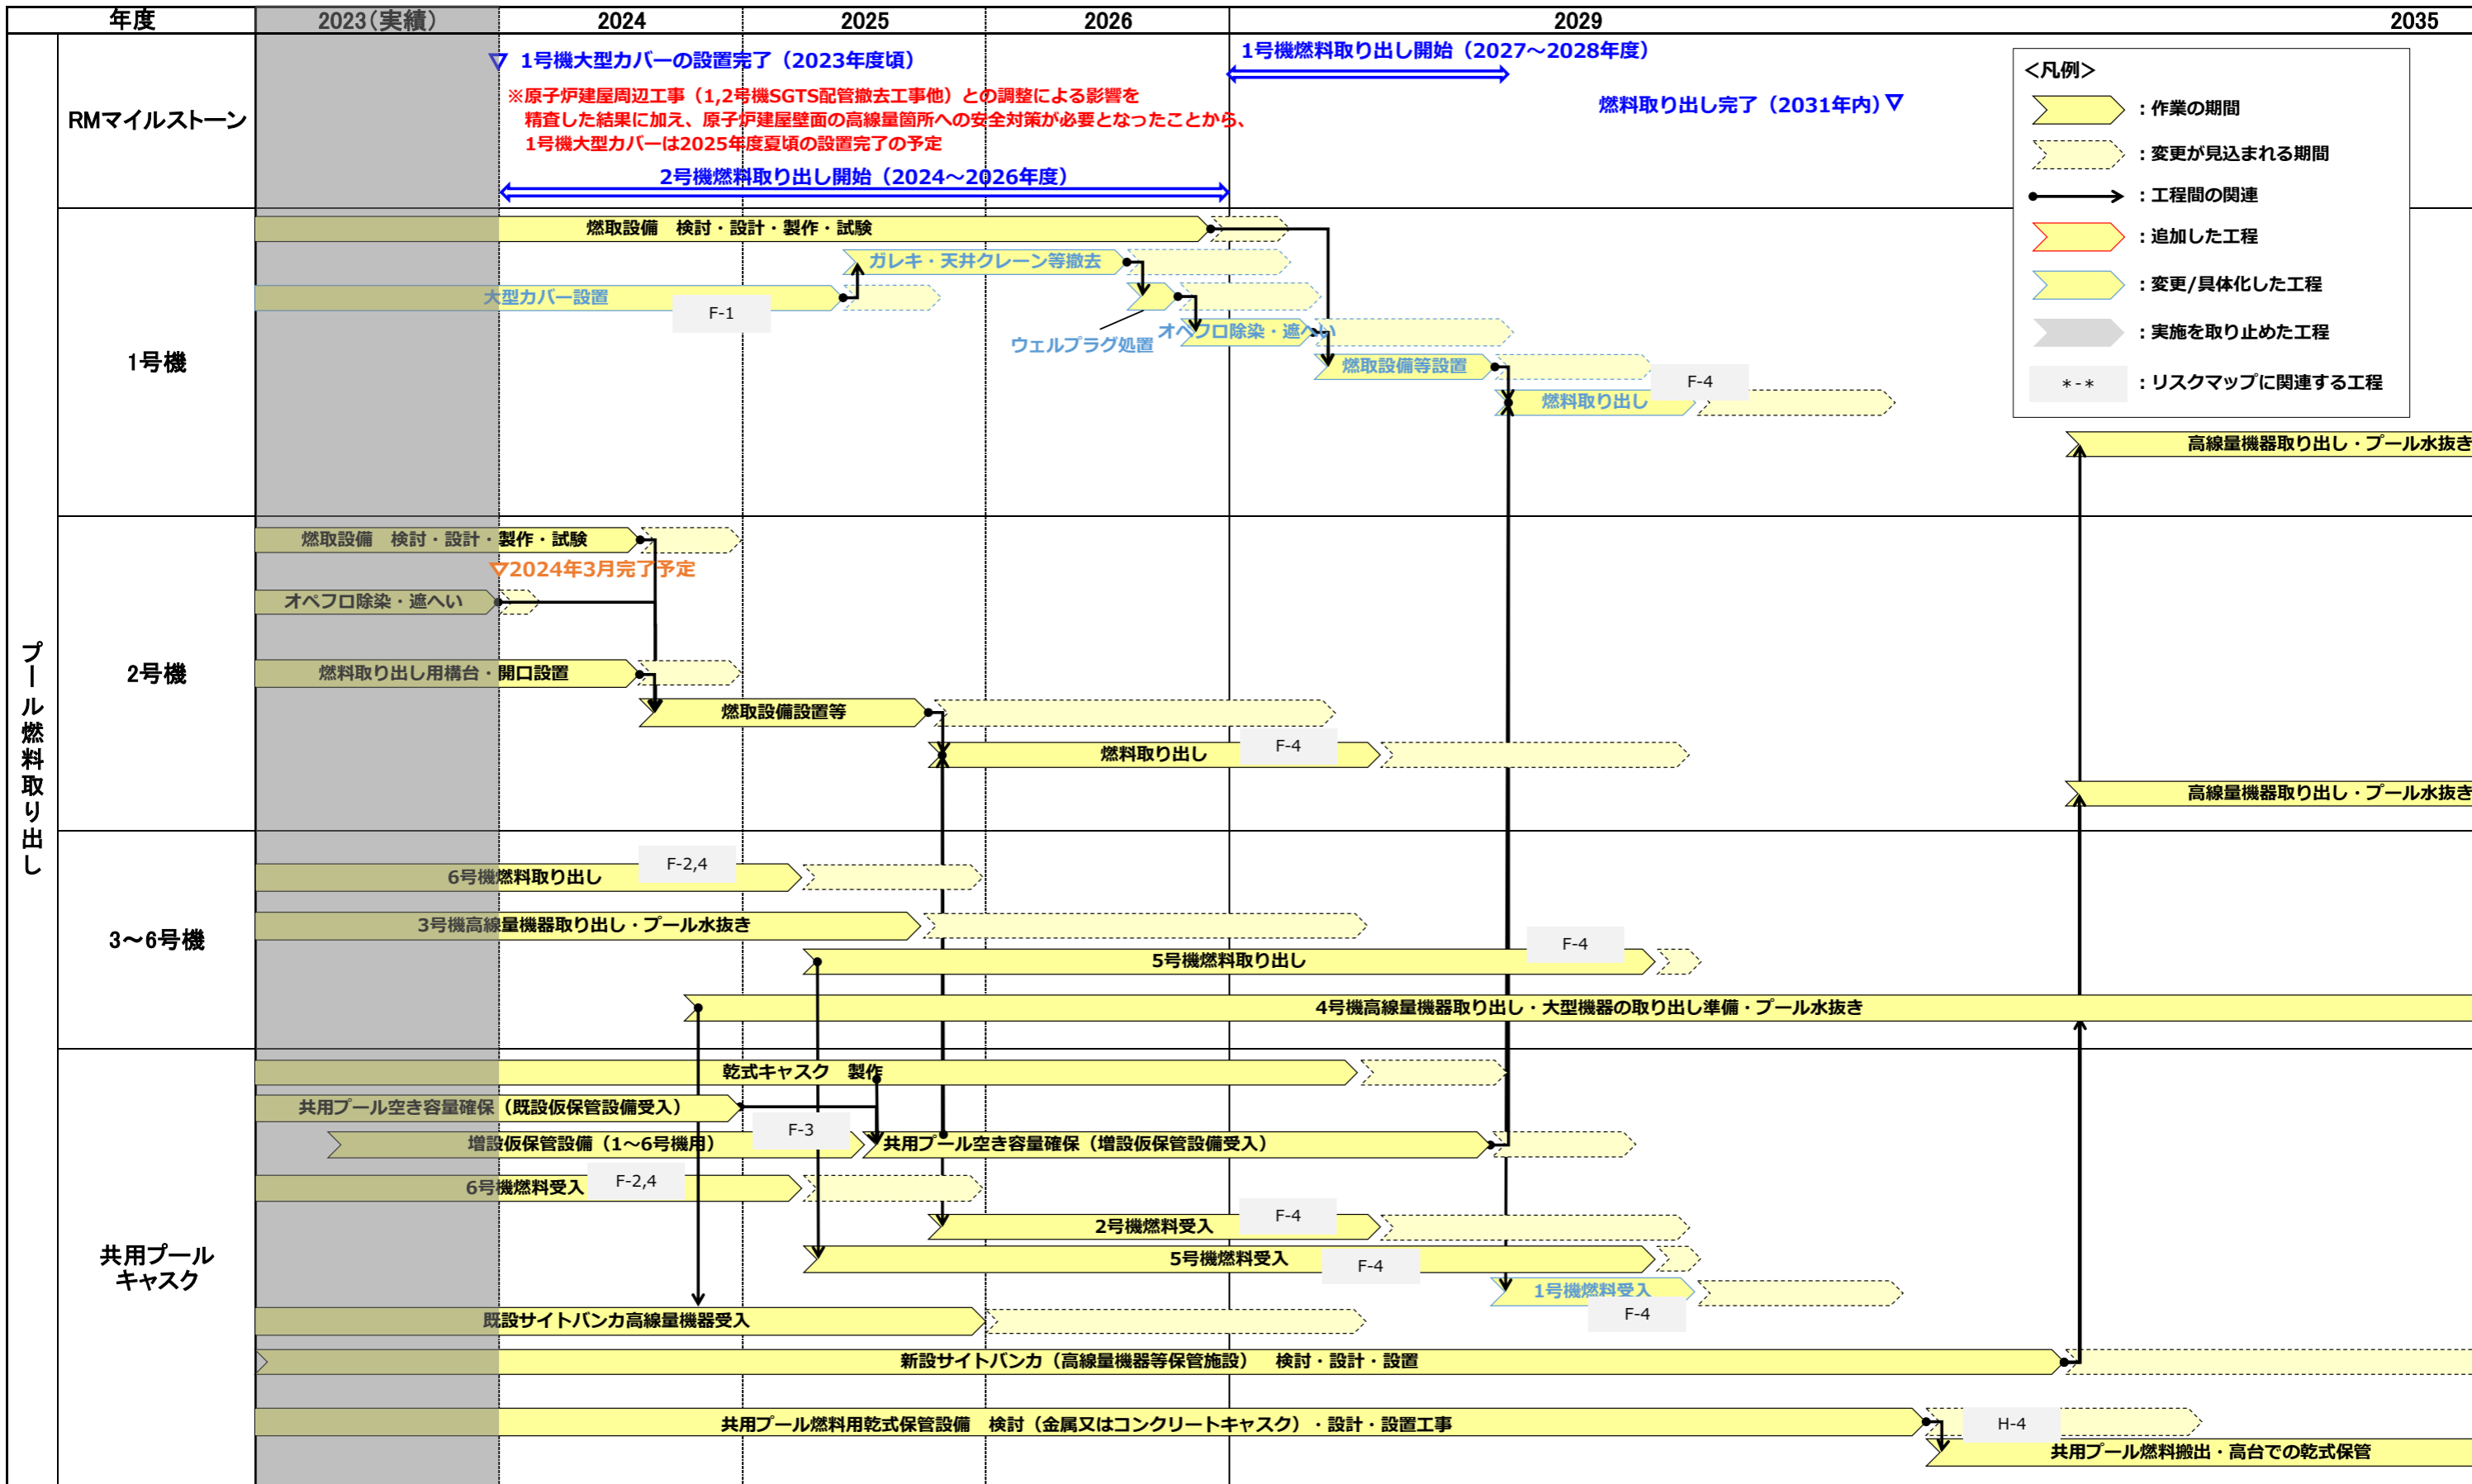 年度
2023(実績)
2024
2025
2026
2029
2035
プール燃料取り出し
RMマイルストーン
▽ 1号機大型カバーの設置完了（2023年度頃）
※原子炉建屋周辺工事（1,2号機SGTS配管撤去工事他）との調整による影響を
精査した結果に加え、原子炉建屋壁面の高線量箇所への安全対策が必要となったことから、
1号機大型カバーは2025年度夏頃の設置完了の予定
2号機燃料取り出し開始（2024～2026年度）
1号機燃料取り出し開始（2027～2028年度）
燃料取り出し完了（2031年内）▽
＜凡例＞
：作業の期間
：変更が見込まれる期間
：工程間の関連
：追加した工程
：変更/具体化した工程
：実施を取り止めた工程
*-*
：リスクマップに関連する工程
1号機
燃取設備　検討・設計・製作・試験
ガレキ・天井クレーン等撤去
大型カバー設置
F-1
ウェルプラグ処置
オペフロ除染・遮へい
燃取設備等設置
燃料取り出し
F-4
高線量機器取り出し・プール水抜き
2号機
燃取設備　検討・設計・製作・試験
▽2024年3月完了予定
オペフロ除染・遮へい
燃料取り出し用構台・開口設置
燃取設備設置等
燃料取り出し
F-4
高線量機器取り出し・プール水抜き
3～6号機
6号機燃料取り出し
F-2,4
3号機高線量機器取り出し・プール水抜き
5号機燃料取り出し
F-4
4号機高線量機器取り出し・大型機器の取り出し準備・プール水抜き
共用プール
キャスク
乾式キャスク　製作
共用プール空き容量確保（既設仮保管設備受入）
増設仮保管設備（1～6号機用）
F-3
共用プール空き容量確保（増設仮保管設備受入）
6号機燃料受入
F-2,4
2号機燃料受入
F-4
5号機燃料受入
F-4
1号機燃料受入
F-4
既設サイトバンカ高線量機器受入
新設サイトバンカ（高線量機器等保管施設）　検討・設計・設置
共用プール燃料用乾式保管設備　検討（金属又はコンクリートキャスク）・設計・設置工事
H-4
共用プール燃料搬出・高台での乾式保管